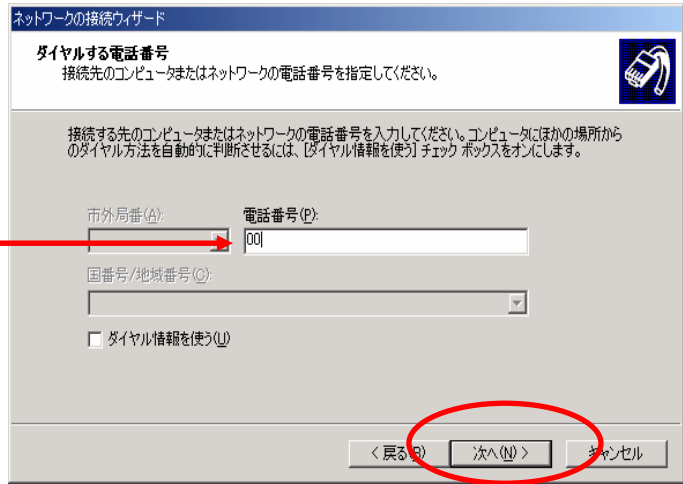 ネットワークの接続ウィザード
ダイヤルする電話番号
接続先のコンピュータまたはネットワークの電話番号を指定してください。
接続する先のコンピュータまたはネットワークの電話番号を入力してください。コンピュータにほかの場所から
のダイヤル方法を自動的に判断させるには、[ダイヤル情報を使う] チェック ボックスをオンにします。
市外局番(A): 電話番号(P):
00
国番号/地域番号(C):
ダイヤル情報を使う(U)
< 戻る(B) 次へ(N) > キャンセル